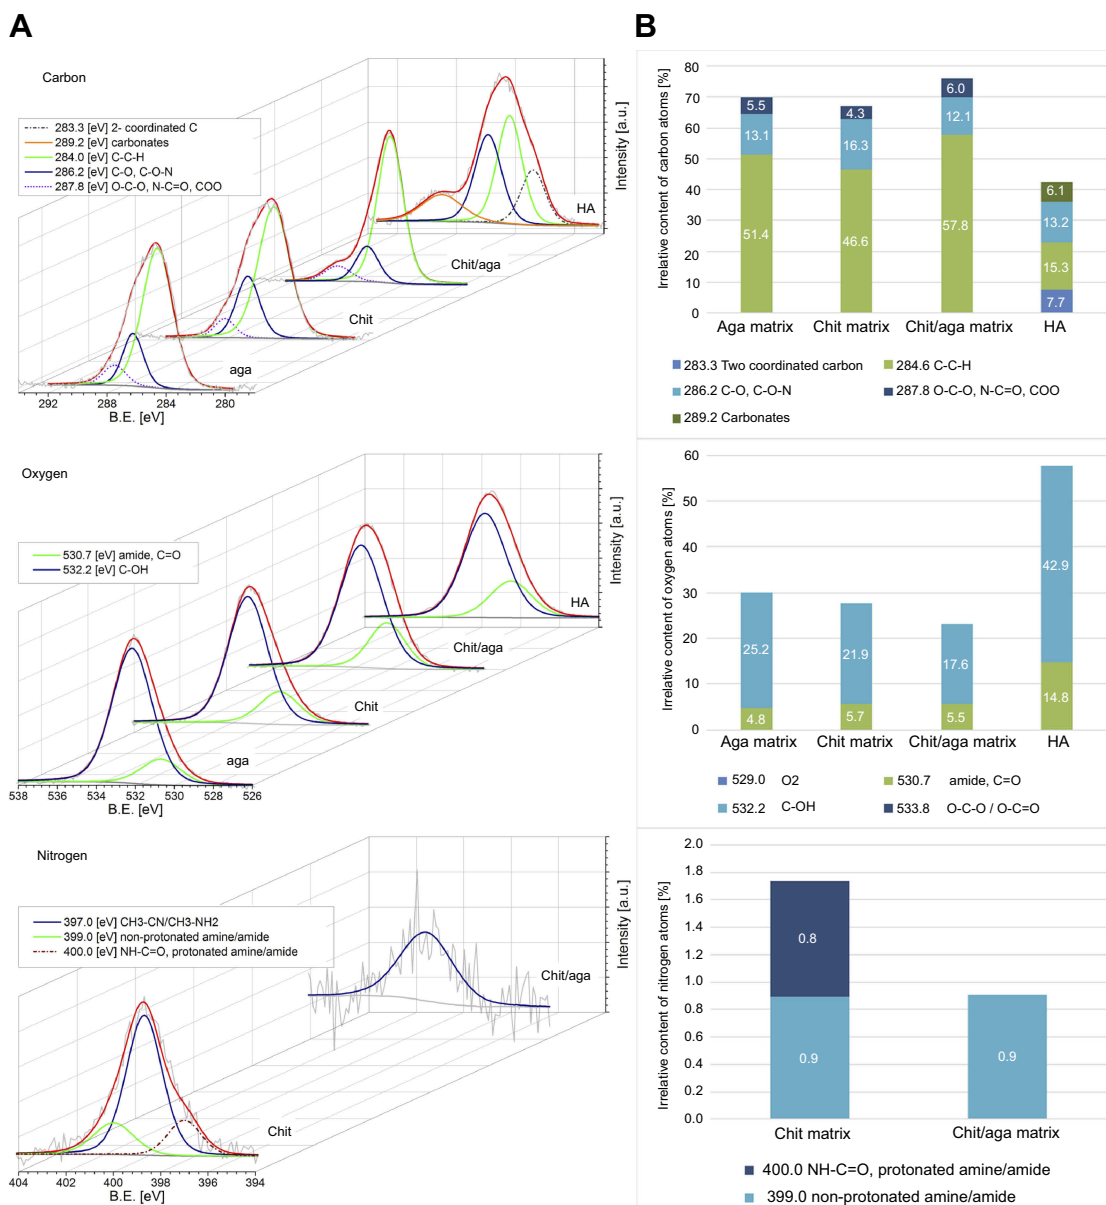 A
B
Carbon
283.3 [eV] 2- coordinated C
289.2 [eV] carbonates
284.0 [eV] C-C-H
286.2 [eV] C-O, C-O-N
287.8 [eV] O-C-O, N-C=O, COO
Intensity [a.u.]
HA
Chit/aga
Chit
aga
292 288 284 280
B.E. [eV]
Irrelative content of carbon atoms [%]
80
70
60
50
40
30
20
10
0
5.5
13.1
51.4
4.3
16.3
46.6
6.0
12.1
57.8
6.1
13.2
15.3
7.7
Aga matrix Chit matrix Chit/aga matrix HA
283.3 Two coordinated carbon 284.6 C-C-H
286.2 C-O, C-O-N 287.8 O-C-O, N-C=O, COO
289.2 Carbonates
Oxygen
530.7 [eV] amide, C=O
532.2 [eV] C-OH
Intensity [a.u.]
HA
Chit/aga
Chit
aga
538 536 534 532 530 528 526
B.E. [eV]
Irrelative content of oxygen atoms [%]
60
50
40
30
20
10
0
25.2
4.8
21.9
5.7
17.6
5.5
42.9
14.8
Aga matrix Chit matrix Chit/aga matrix HA
529.0 O2 530.7 amide, C=O
532.2 C-OH 533.8 O-C-O / O-C=O
Nitrogen
397.0 [eV] CH3-CN/CH3-NH2
399.0 [eV] non-protonated amine/amide
400.0 [eV] NH-C=O, protonated amine/amide
Intensity [a.u.]
Chit/aga
Chit
404 402 400 398 396 394
B.E. [eV]
Irrelative content of nitrogen atoms [%]
2.0
1.8
1.6
1.4
1.2
1.0
0.8
0.6
0.4
0.2
0.0
0.8
0.9
0.9
Chit matrix Chit/aga matrix
400.0 NH-C=O, protonated amine/amide
399.0 non-protonated amine/amide